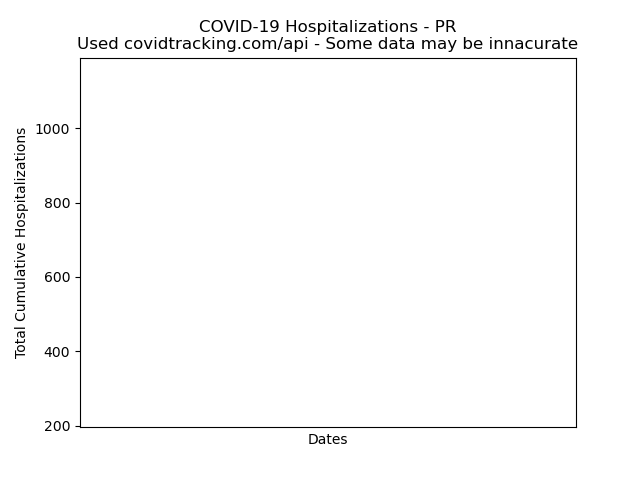 COVID-19 Hospitalizations - PR
Used covidtracking.com/api - Some data may be innacurate
Total Cumulative Hospitalizations
1000
800
600
400
200
Dates